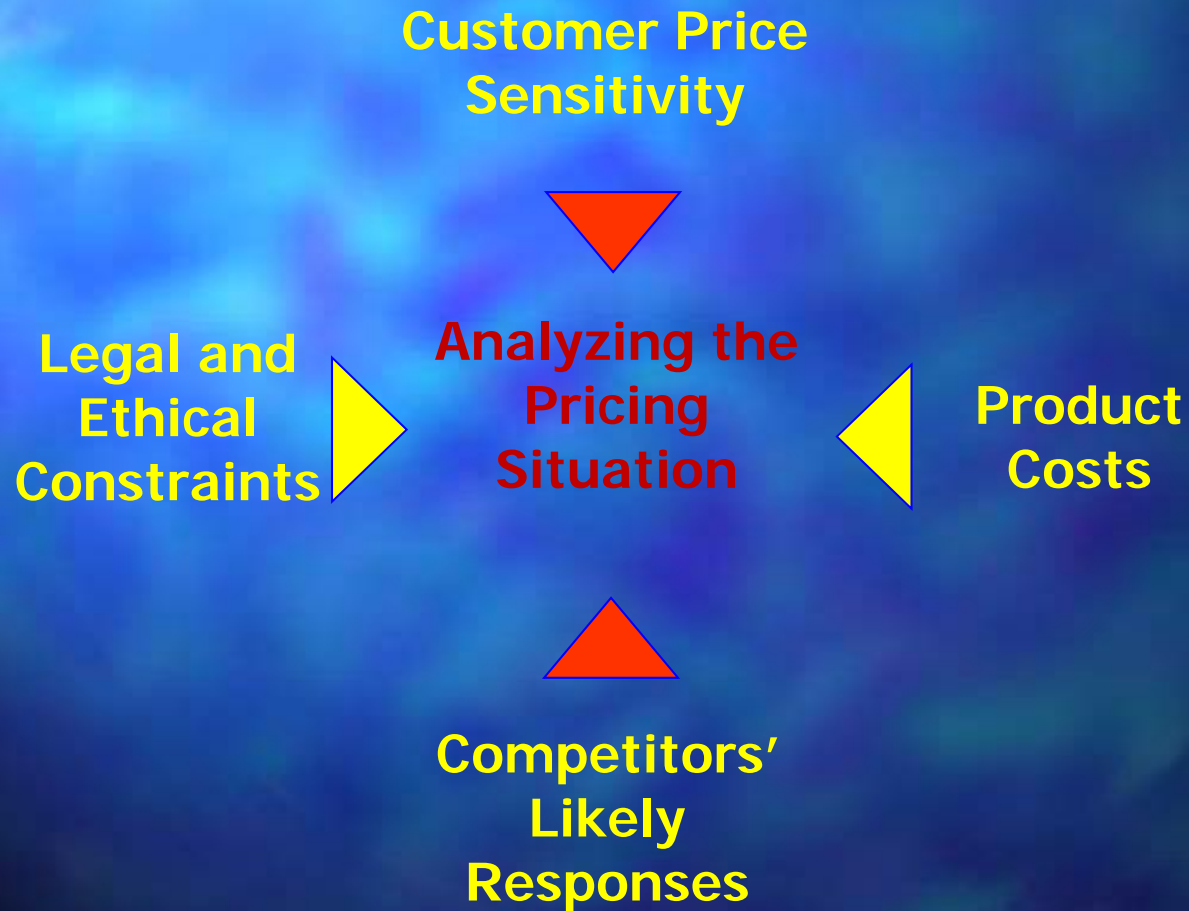 Customer Price
Sensitivity
Legal and
Ethical
Constraints
Analyzing the
Pricing
Situation
Product
Costs
Competitors’
Likely
Responses